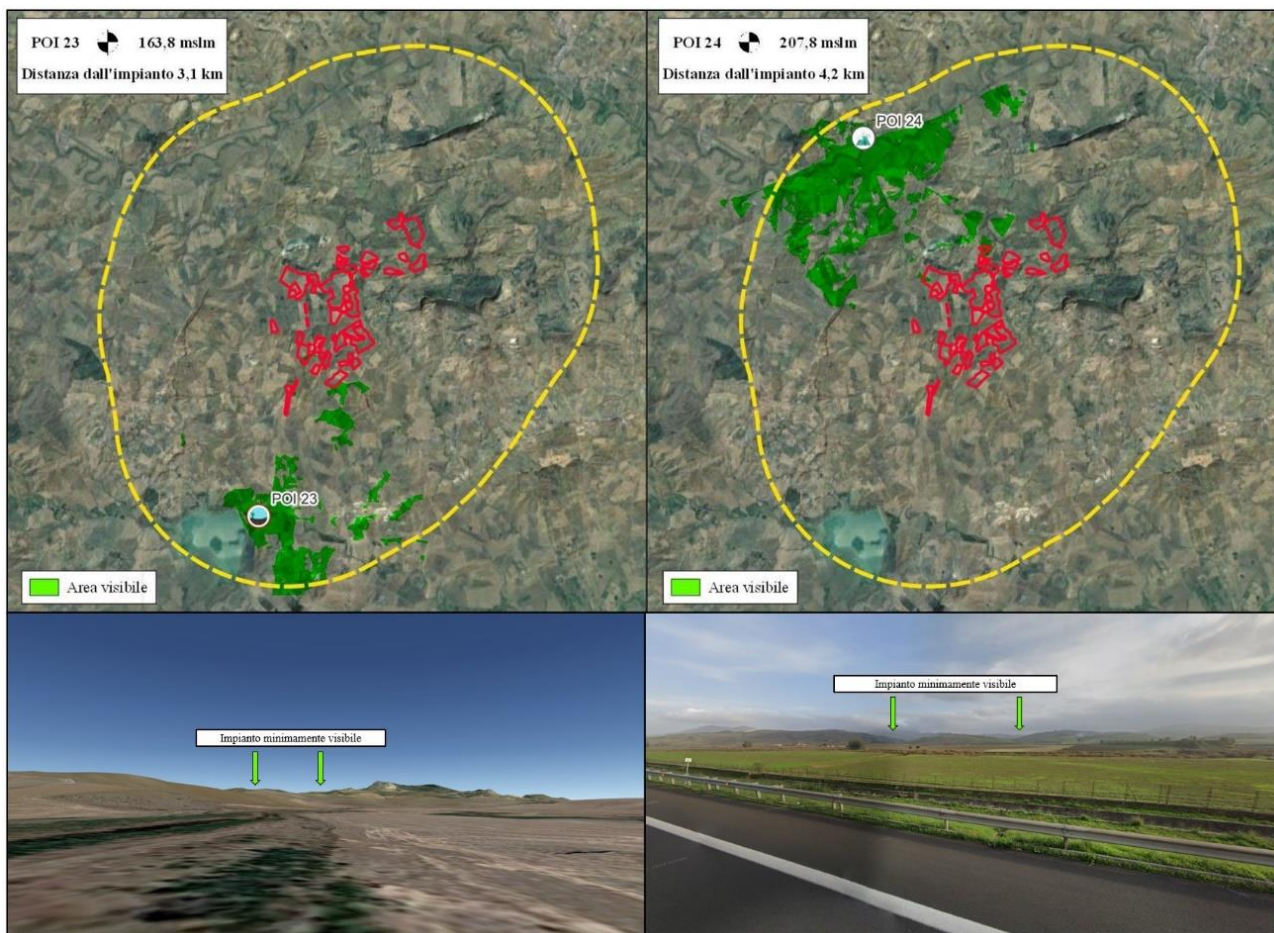 POI 23 163,8 mslm
Distanza dall'impianto 3,1 km
POI 23
Area visibile
POI 24 207,8 mslm
Distanza dall'impianto 4,2 km
POI 24
Area visibile
Impianto minimamente visibile
Impianto minimamente visibile